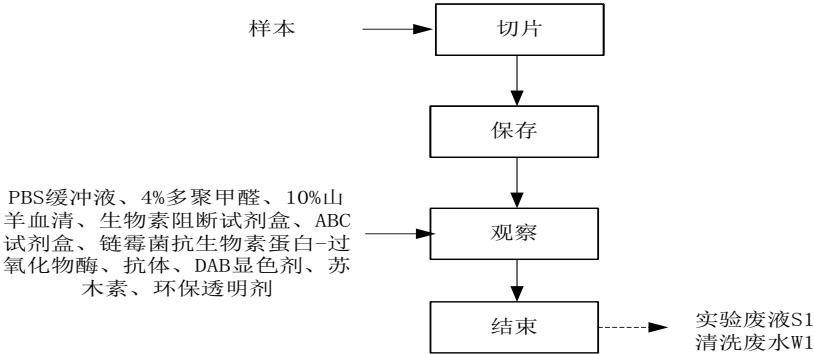 样本
切片
保存
PBS缓冲液、4%多聚甲醛、10%山
羊血清、生物素阻断试剂盒、ABC
试剂盒、链霉菌抗生物素蛋白-过
氧化物酶、抗体、DAB显色剂、苏
木素、环保透明剂
观察
结束
实验废液S1
清洗废水W1